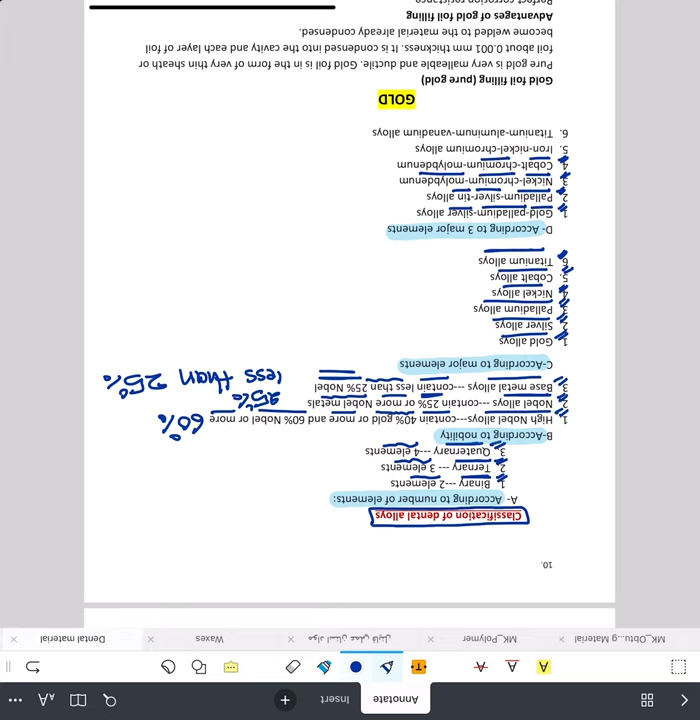 Annotate
Insert
MK_Obtu...g Material
MK_Polymer
Waxes
Dental material
10.
Classification of dental alloys
A- According to number of elements:
1. Binary ---2 elements
2. Ternary --- 3 elements
3. Quaternary ---4 elements
B-According to nobility
1. High Nobel alloys---contain 40% gold or more and 60% Nobel or more 60%
2. Nobel alloys ---contain 25% or more Nobel metals 25%
3. Base metal alloys ---contain less than 25% Nobel less than 25%
C-According to major elements
1. Gold alloys
2. Silver alloys
3. Palladium alloys
4. Nickel alloys
5. Cobalt alloys
6. Titanium alloys
D- According to 3 major elements
1. Gold-palladium-silver alloys
2. Palladium-silver-tin alloys
3. Nickel-chromium-molybdenum
4. Cobalt-chromium-molybdenum
5. Iron-nickel-chromium alloys
6. Titanium-aluminum-vanadium alloys
GOLD
Gold foil filling (pure gold)
Pure gold is very malleable and ductile. Gold foil is in the form of very thin sheath or
foil about 0.001 mm thickness. It is condensed into the cavity and each layer of foil
become welded to the material already condensed.
Advantages of gold foil filling
Perfect corrosion resistance